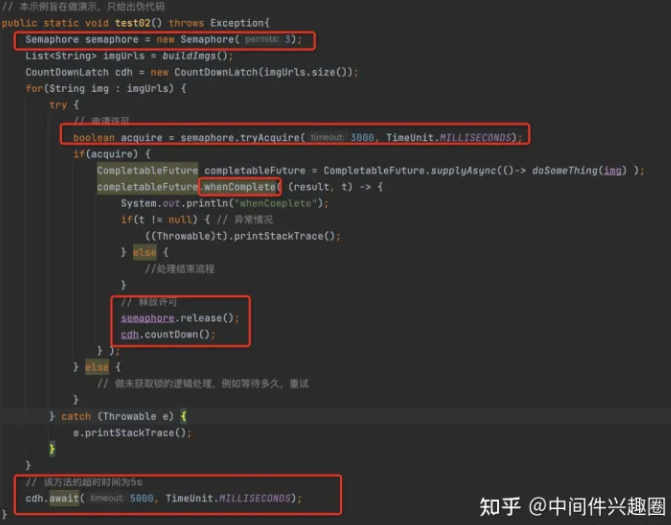 // 本示例旨在做演示，只给出伪代码
public static void test02() throws Exception{
Semaphore semaphore = new Semaphore( permits: 3);
List<String> imgUrls = buildImgs();
CountDownLatch cdh = new CountDownLatch(imgUrls.size());
for(String img : imgUrls) {
try {
// 申请许可
boolean acquire = semaphore.tryAcquire( timeout: 3000, TimeUnit.MILLISECONDS);
if(acquire) {
CompletableFuture completableFuture = CompletableFuture.supplyAsync(()-> doSomeThing(img) );
completableFuture.whenComplete( (result, t) -> {
System.out.println("whenComplete");
if(t != null) { // 异常情况
((Throwable)t).printStackTrace();
} else {
//处理结束流程
}
// 释放许可
semaphore.release();
cdh.countDown();
} );
} else {
// 做未获取锁的逻辑处理，例如等待多久，重试
}
} catch (Throwable e) {
e.printStackTrace();
}
}
// 该方法的超时时间为5s
cdh.await( timeout: 5000, TimeUnit.MILLISECONDS);
}
知乎 @中间件兴趣圈